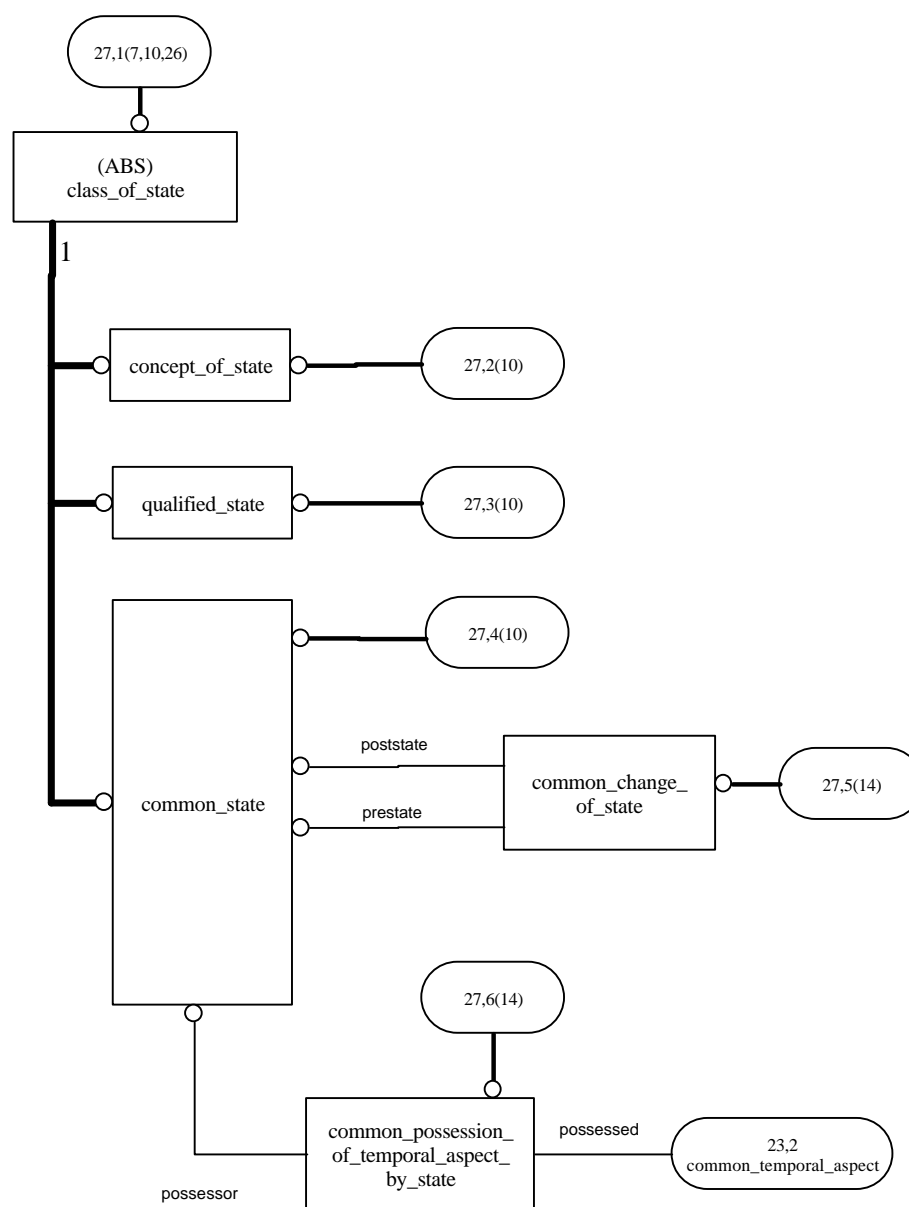 27,1(7,10,26)
(ABS)
class_of_state
1
concept_of_state
27,2(10)
qualified_state
27,3(10)
27,4(10)
common_state
poststate
prestate
common_change_
of_state
27,5(14)
27,6(14)
common_possession_
of_temporal_aspect_
by_state
possessor
possessed
23,2
common_temporal_aspect